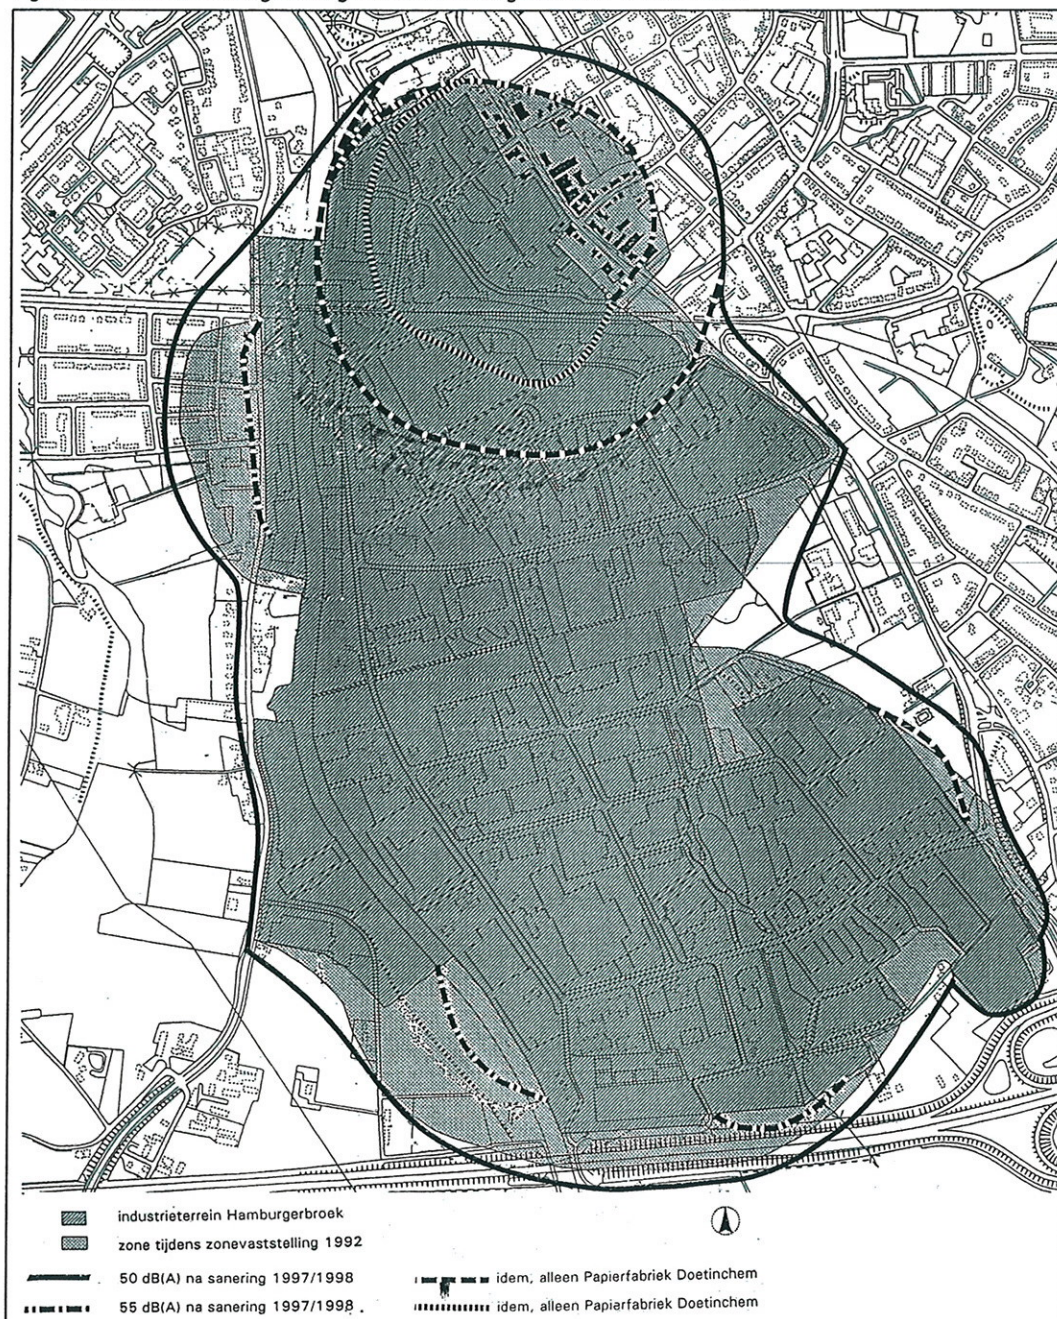 industrieterrein Hamburgerbroek
zone tijdens zonevaststelling 1992
50 dB(A) na sanering 1997/1998
55 dB(A) na sanering 1997/1998
idem, alleen Papierfabriek Doetinchem
idem, alleen Papierfabriek Doetinchem